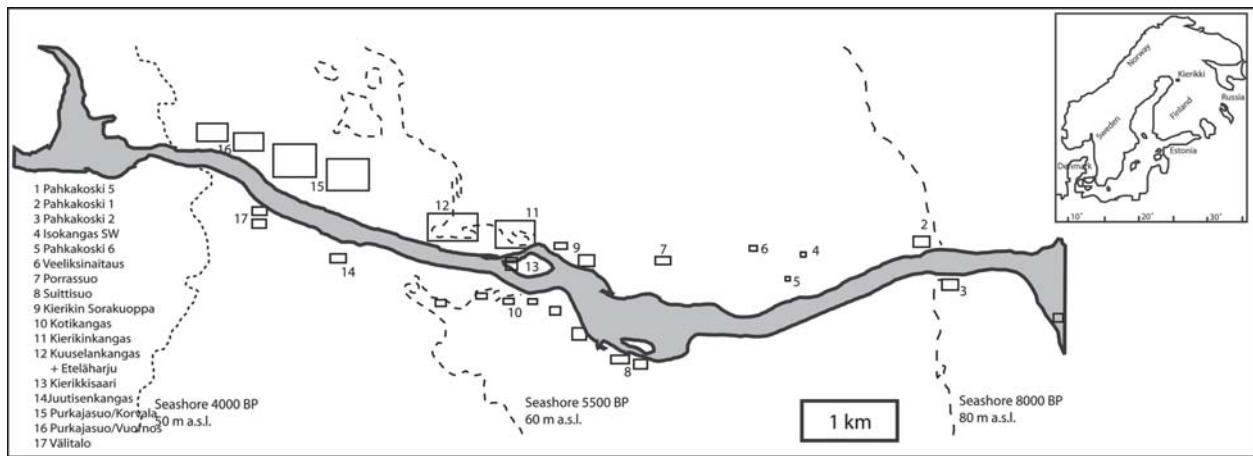 1 Pahkakoski 5
2 Pahkakoski 1
3 Pahkakoski 2
4 Isokangas SW
5 Pahkakoski 6
6 Veeliksinaitaus
7 Porrassuo
8 Suittisuo
9 Kierikin Sorakuoppa
10 Kotikangas
11 Kierikinkangas
12 Kuuselankangas
+ Eteläharju
13 Kierikkisaari
14Juutisenkangas
15 Purkajasuo/Korvala
16 Purkajasuo/Vuornos
17 Välitalo
16
15
17
14
12
11
13
10
9
8
7
6
5
4
2
3
Seashore 4000 BP
50 m a.s.l.
Seashore 5500 BP
60 m a.s.l.
Seashore 8000 BP
80 m a.s.l.
1 km
Norway
Kierikki
Russia
Finland
Sweden
Estonia
Denmark
10°
20°
30°